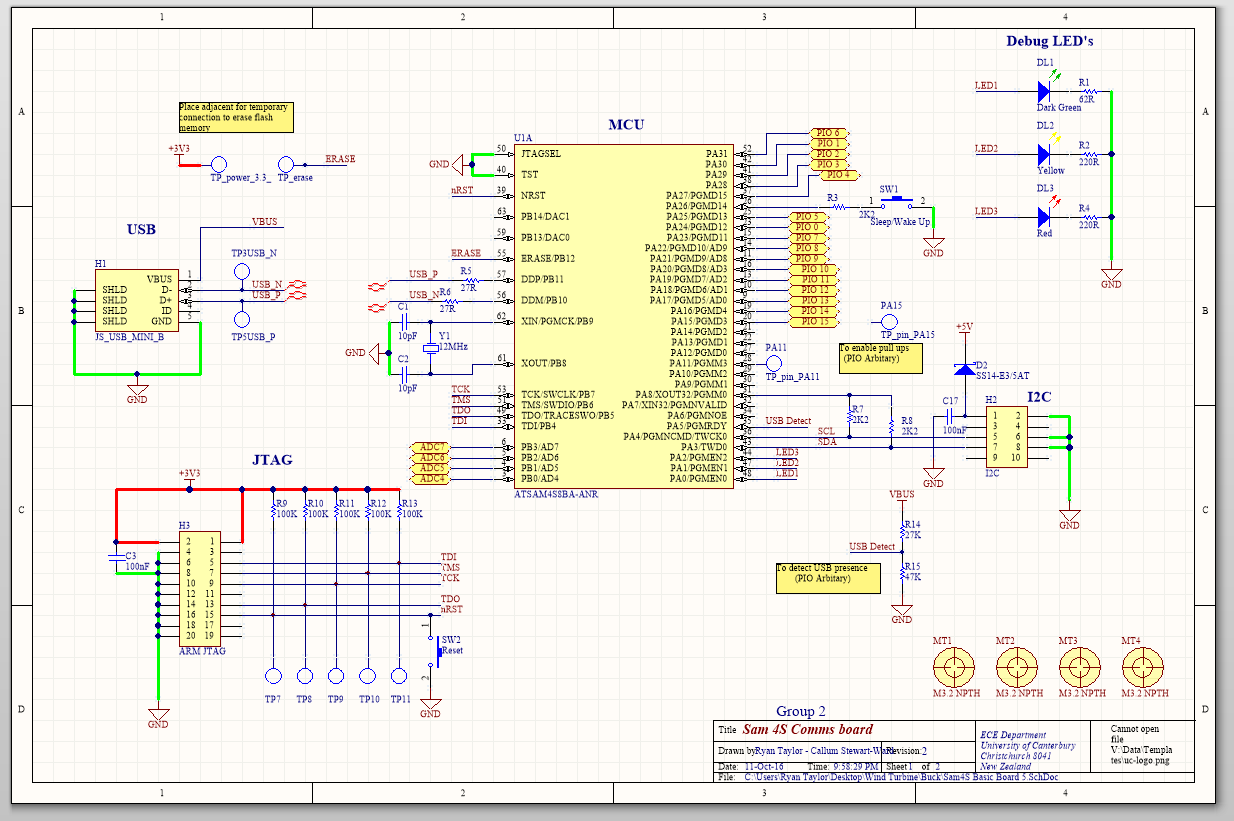 1 2 3 4
Debug LED's
DL1
LED1
R1
62R
Dark Green
A
A
Place adjacent for temporary
connection to erase flash
memory
MCU
DL2
LED2
R2
220R
Yellow
+3V3
TP_power_3.3_
TP_erase
ERASE
DL3
LED3
R4
220R
Red
GND
U1A
50 JTAGSEL
40 TST
GND
nRST 39 NRST
63 PB14/DAC1
59 PB13/DAC0
ERASE 55 ERASE/PB12
USB_P R5 27R 57 DDP/PB11
USB_N R6 27R 56 DDM/PB10
62 XIN/PGMCK/PB9
61 XOUT/PB8
TCK 53 TCK/SWCLK/PB7
TMS 51 TMS/SWDIO/PB6
TDO 49 TDO/TRACESWO/PB5
TDI 33 TDI/PB4
ADC7 PB3/AD7
ADC6 PB2/AD6
ADC5 PB1/AD5
ADC4 PB0/AD4
ATSAM4S8BA-ANR
PA31 52 PIO 6
PA30 42 PIO 1
PA29 41 PIO 2
PA28 38 PIO 3
PA27/PGMD15 37 PIO 4
PA26/PGMD14
PA25/PGMD13 PIO 5
PA24/PGMD12 PIO 0
PA23/PGMD11 PIO 7
PA22/PGMD10/AD9 PIO 8
PA21/PGMD9/AD8 PIO 9
PA20/PGMD8/AD3 PIO 10
PA19/PGMD7/AD2 PIO 11
PA18/PGMD6/AD1 PIO 12
PA17/PGMD5/AD0 PIO 13
PA16/PGMD4 PIO 14
PA15/PGMD3 PIO 15
PA14/PGMD2
PA13/PGMD1
PA12/PGMD0
PA11/PGMM3
PA10/PGMM2
PA9/PGMM1
PA8/XOUT32/PGMM0
PA7/XIN32/PGMNVALID
PA6/PGMNOE
PA5/PGMRDY USB Detect
PA4/PGMNCMD/TWCK0 SCL
PA3/TWD0 SDA
PA2/PGMEN2 LED3
PA1/PGMEN1 LED2
PA0/PGMEN0 LED1
R3
2K2
SW1
1 2
Sleep/Wake Up
GND
USB
VBUS
H1
VBUS 1
SHLD D- 2
SHLD D+ 3
SHLD ID 4
SHLD GND 5
JS_USB_MINI_B
TP3USB_N
USB_N
USB_P
TP5USB_P
GND
B
B
C1
10pF
Y1
12MHz
GND
C2
10pF
PA15
TP_pin_PA15
PA11
TP_pin_PA11
To enable pull ups
(PIO Arbitary)
+5V
D2
SS14-E3/5AT
I2C
C17
100nF
H2
1 2
3 4
5 6
7 8
9 10
I2C
R7
2K2
R8
2K2
GND
GND
JTAG
+3V3
C
C
H3
R9
100K
R10
100K
R11
100K
R12
100K
R13
100K
C3
100nF
2 1
4 3
6 5
8 7
10 9
12 11
14 13
16 15
18 17
20 19
ARM JTAG
TDI
TMS
TCK
TDO
nRST
1
SW2
Reset
2
TP7 TP8 TP9 TP10 TP11
GND
GND
VBUS
R14
27K
USB Detect
R15
47K
To detect USB presence
(PIO Arbitary)
GND
MT1 MT2 MT3 MT4
M3.2 NPTH M3.2 NPTH M3.2 NPTH M3.2 NPTH
D
D
Group 2
Title Sam 4S Comms board
Drawn by Ryan Taylor - Callum Stewart-Wa Revision: 2
Date: 11-Oct-16 Time: 9:58:29 PM Sheet 1 of 2
File: C:\Users\Ryan Taylor\Desktop\Wind Turbine\Buck\Sam4S Basic Board 5.SchDoc
ECE Department
University of Canterbury
Christchurch 8041
New Zealand
Cannot open
file
V:\Data\Templa
tes\uc-logo.png
1 2 3 4